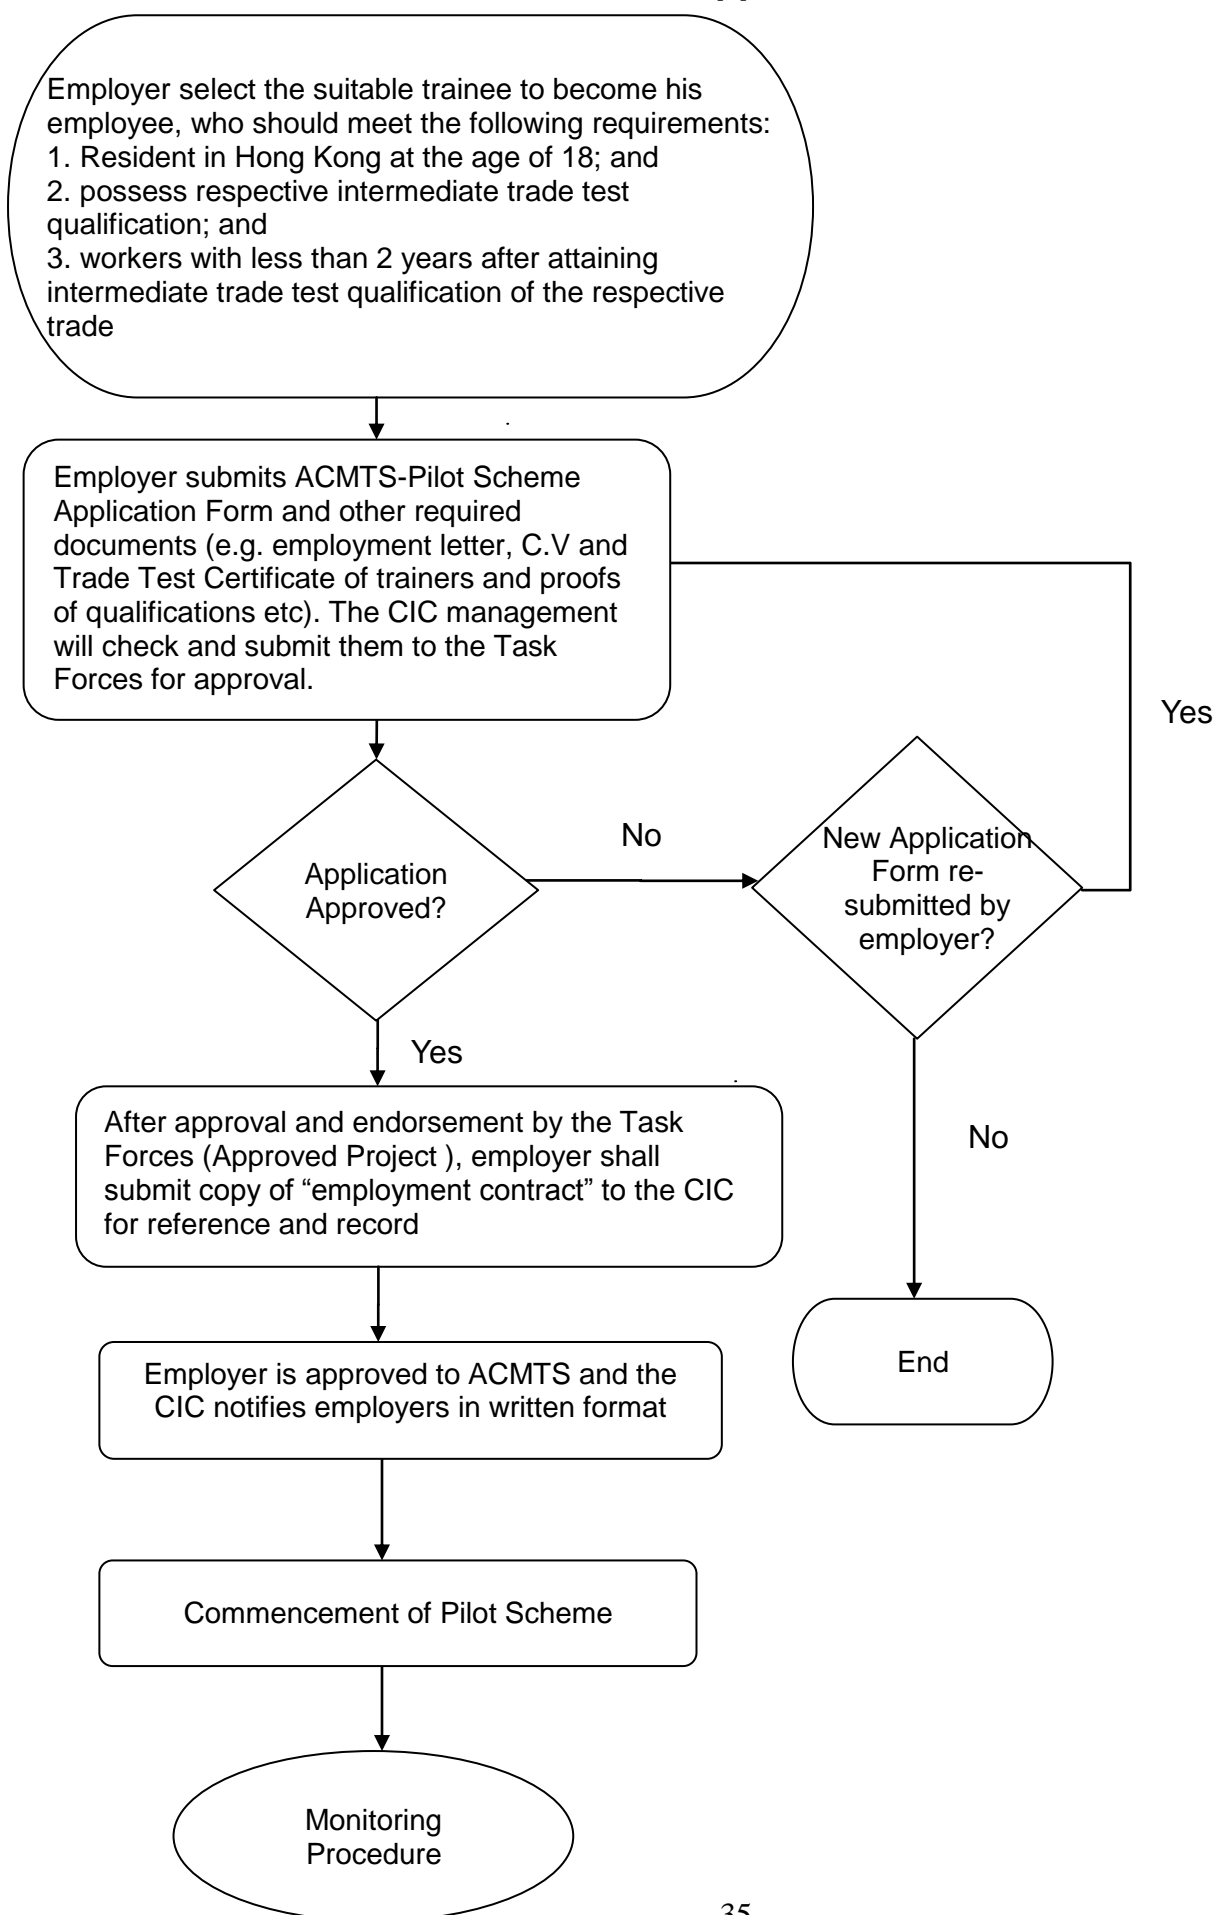 Employer select the suitable trainee to become his
employee, who should meet the following requirements:
1. Resident in Hong Kong at the age of 18; and
2. possess respective intermediate trade test
qualification; and
3. workers with less than 2 years after attaining
intermediate trade test qualification of the respective
trade
Employer submits ACMTS-Pilot Scheme
Application Form and other required
documents (e.g. employment letter, C.V and
Trade Test Certificate of trainers and proofs
of qualifications etc). The CIC management
will check and submit them to the Task
Forces for approval.
Yes
No
New Application
Form re-
submitted by
employer?
Application
Approved?
Yes
After approval and endorsement by the Task
Forces (Approved Project ), employer shall
submit copy of “employment contract” to the CIC
for reference and record
No
Employer is approved to ACMTS and the
CIC notifies employers in written format
End
Commencement of Pilot Scheme
Monitoring
Procedure
35